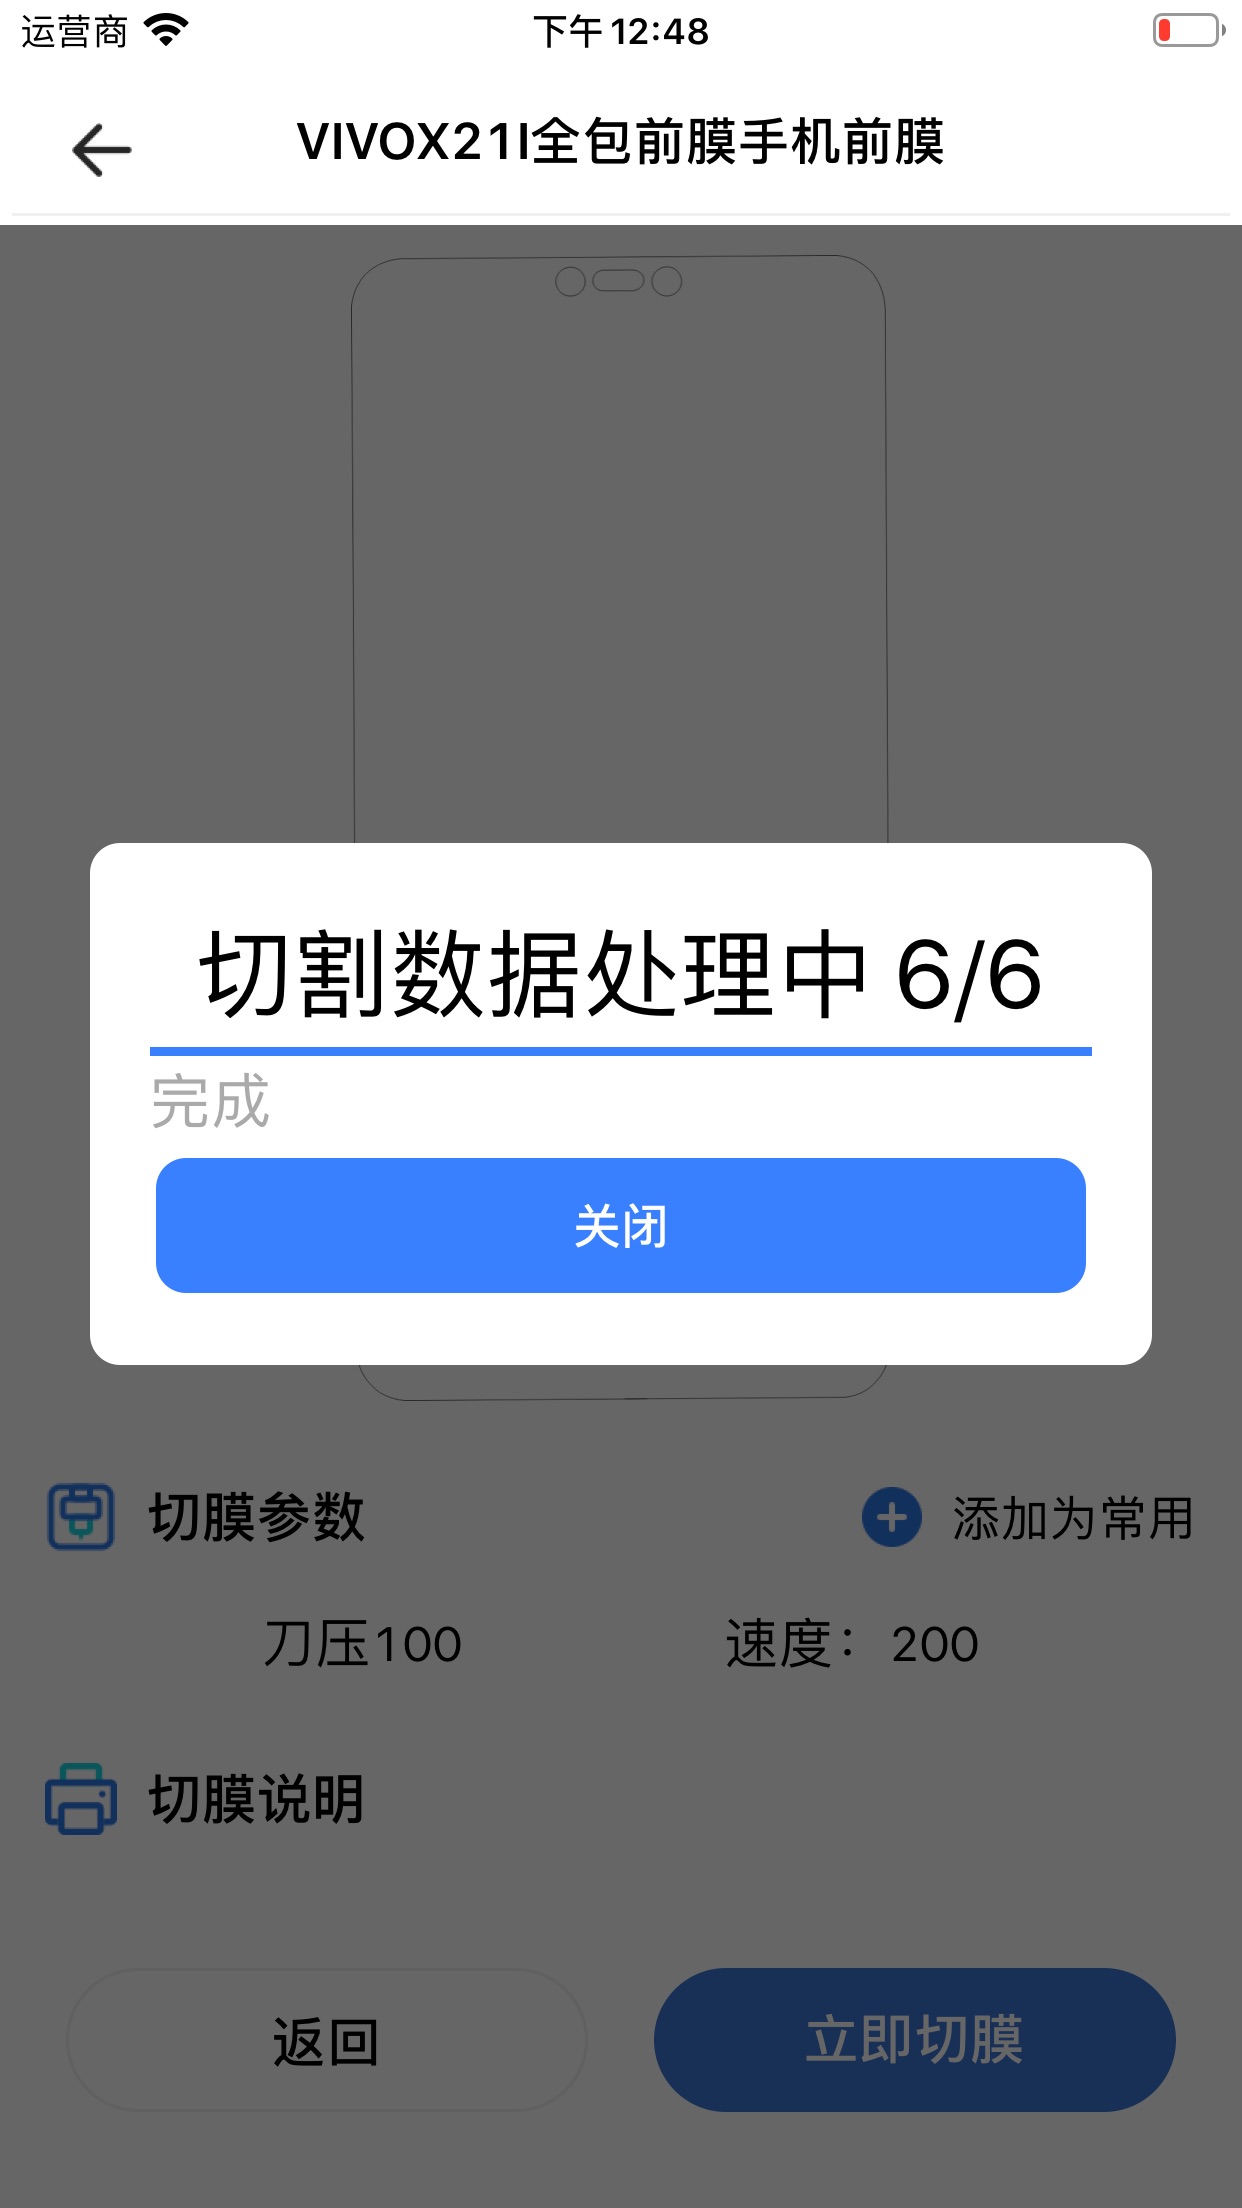 运营商 下午12:48
VIVOX21I全包前膜手机前膜
切割数据处理中 6/6
完成
关闭
切膜参数 添加为常用
刀压100 速度：200
切膜说明
返回 立即切膜